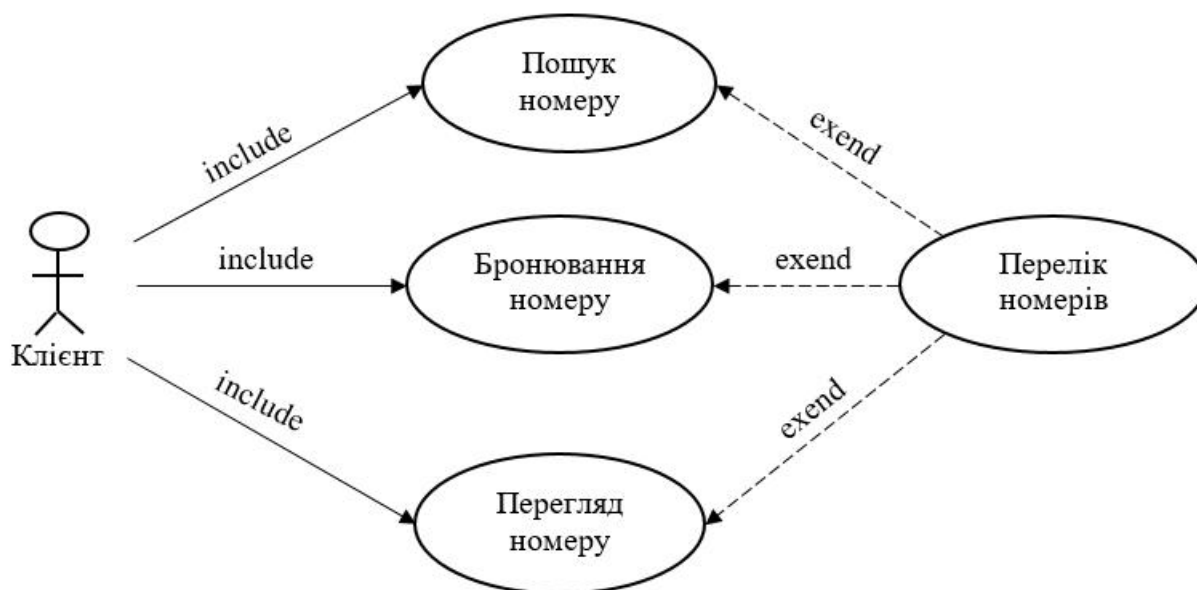 Пошук
номеру
include
exend
include
Бронювання
номеру
exend
Перелік
номерів
Клієнт
include
exend
Перегляд
номеру